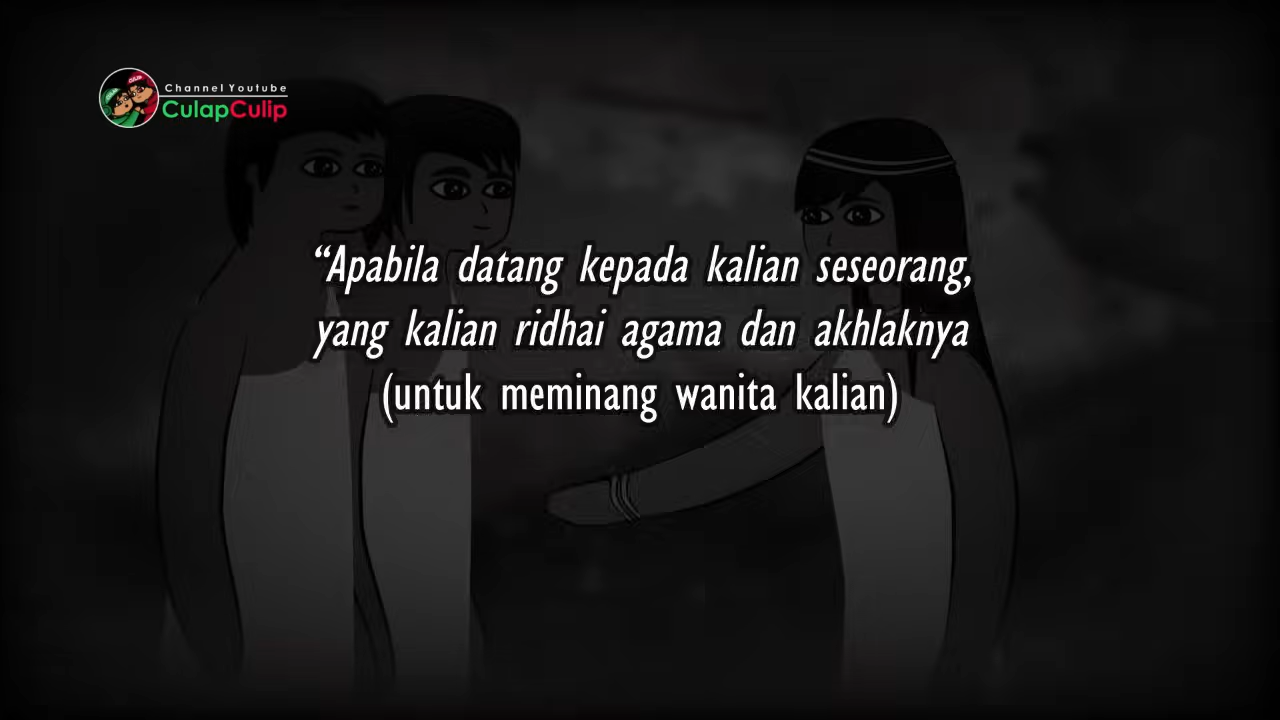 Channel Youtube
CulapCulip
“Apabila datang kepada kalian seseorang,
yang kalian ridhai agama dan akhlaknya
(untuk meminang wanita kalian)